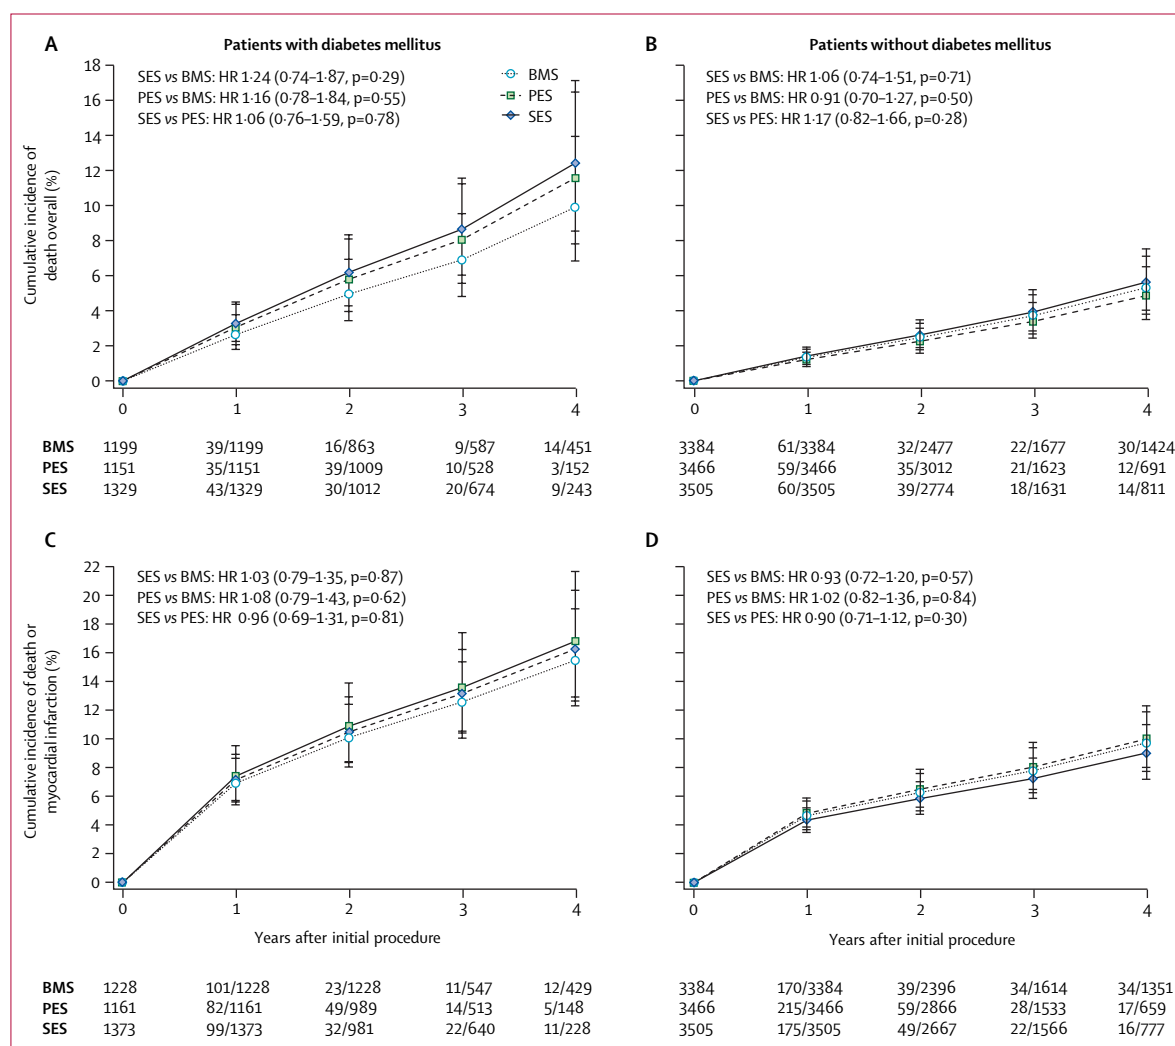 A Patients with diabetes mellitus
SES vs BMS: HR 1·24 (0·74–1·87, p=0·29)
PES vs BMS: HR 1·16 (0·78–1·84, p=0·55)
SES vs PES: HR 1·06 (0·76–1·59, p=0·78)
BMS
PES
SES
Cumulative incidence of
death overall (%)
18
16
14
12
10
8
6
4
2
0
0 1 2 3 4
BMS 1199 39/1199 16/863 9/587 14/451
PES 1151 35/1151 39/1009 10/528 3/152
SES 1329 43/1329 30/1012 20/674 9/243
B Patients without diabetes mellitus
SES vs BMS: HR 1·06 (0·74–1·51, p=0·71)
PES vs BMS: HR 0·91 (0·70–1·27, p=0·50)
SES vs PES: HR 1·17 (0·82–1·66, p=0·28)
0 1 2 3 4
3384 61/3384 32/2477 22/1677 30/1424
3466 59/3466 35/3012 21/1623 12/691
3505 60/3505 39/2774 18/1631 14/811
C
SES vs BMS: HR 1·03 (0·79–1·35, p=0·87)
PES vs BMS: HR 1·08 (0·79–1·43, p=0·62)
SES vs PES: HR 0·96 (0·69–1·31, p=0·81)
Cumulative incidence of death or
myocardial infarction (%)
22
20
18
16
14
12
10
8
6
4
2
0
0 1 2 3 4
Years after initial procedure
BMS 1228 101/1228 23/1228 11/547 12/429
PES 1161 82/1161 49/989 14/513 5/148
SES 1373 99/1373 32/981 22/640 11/228
D
SES vs BMS: HR 0·93 (0·72–1·20, p=0·57)
PES vs BMS: HR 1·02 (0·82–1·36, p=0·84)
SES vs PES: HR 0·90 (0·71–1·12, p=0·30)
0 1 2 3 4
Years after initial procedure
3384 170/3384 39/2396 34/1614 34/1351
3466 215/3466 59/2866 28/1533 17/659
3505 175/3505 49/2667 22/1566 16/777